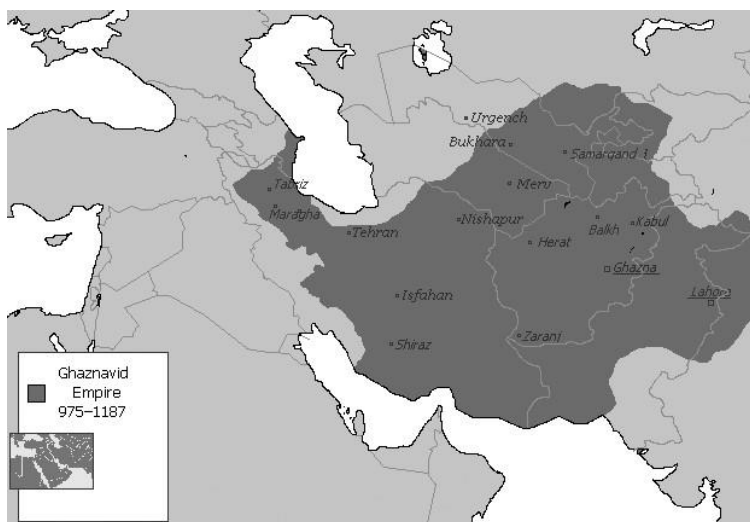 Urgench
Bukhara
Samarqand
Tabriz
Merv
Maragha
Nishapur
Balkh
Kabul
Tehran
Herat
Ghazna
Isfahan
Lahore
Zaranj
Shiraz
Ghaznavid
Empire
975-1187